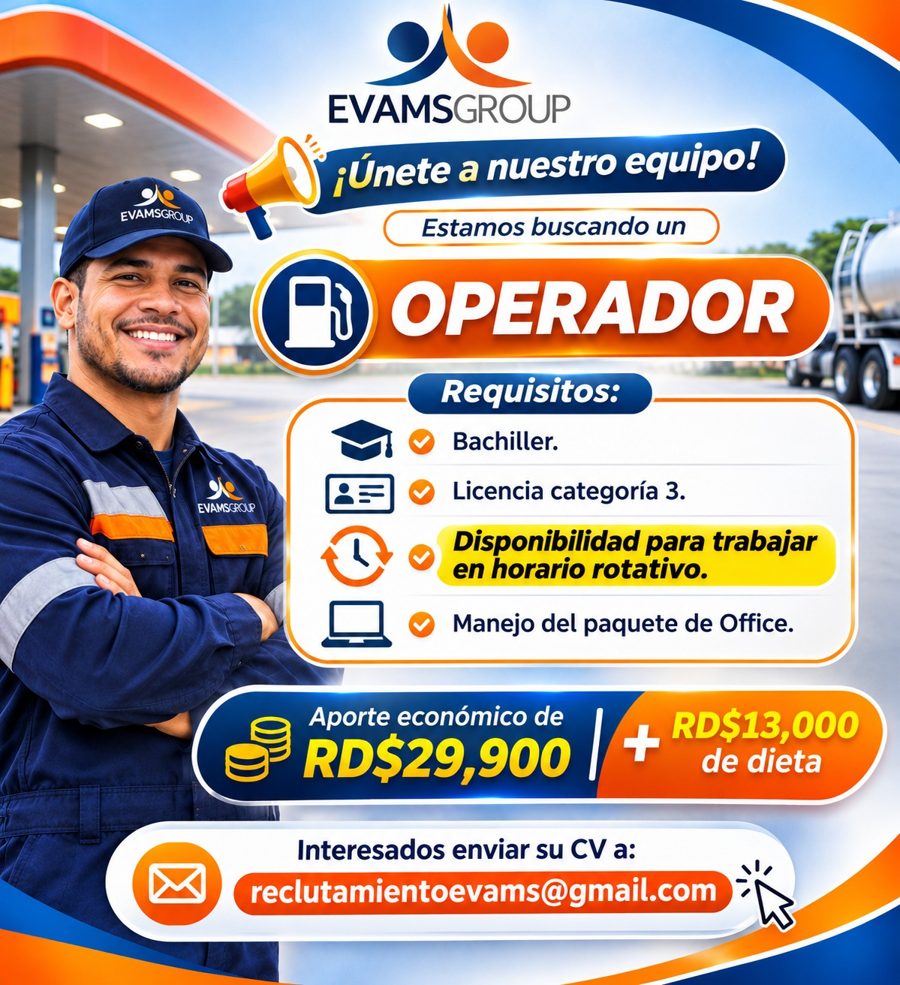 EVAMSGROUP
¡Únete a nuestro equipo!
Estamos buscando un
EVAMSGROUP
OPERADOR
Requisitos:
Bachiller.
Licencia categoría 3.
EVAMSGROUP
Disponibilidad para trabajar
en horario rotativo.
Manejo del paquete de Office.
Aporte económico de
RD$29,900
+ RD$13,000
de dieta
Interesados enviar su CV a:
reclutamientoevams@gmail.com